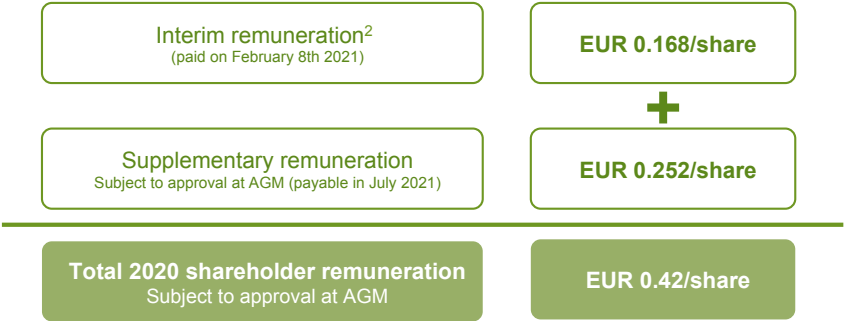 Interim remuneration²
(paid on February 8th 2021)
EUR 0.168/share
+
Supplementary remuneration
Subject to approval at AGM (payable in July 2021)
EUR 0.252/share
Total 2020 shareholder remuneration
Subject to approval at AGM
EUR 0.42/share